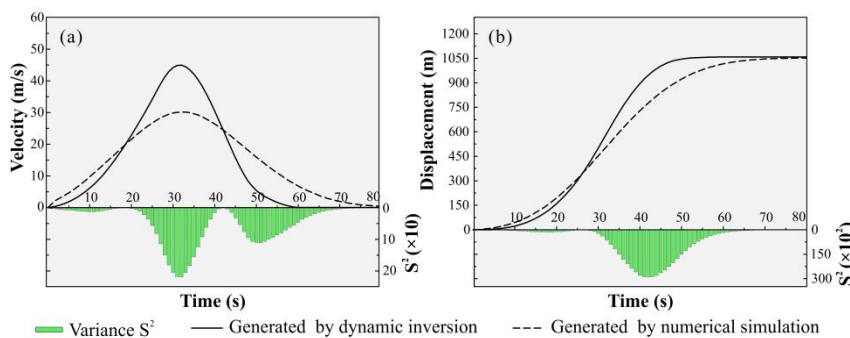 (a)
60
50
40
30
20
10
0
Velocity (m/s)
10 20 30 40 50 60 70 80
0
10
20
S² (×10)
Time (s)
(b)
1050
900
750
600
450
300
150
0
Displacement (m)
10 20 30 40 50 60 70 80
0
150
300
S² (×10²)
Time (s)
Variance S² Generated by dynamic inversion Generated by numerical simulation